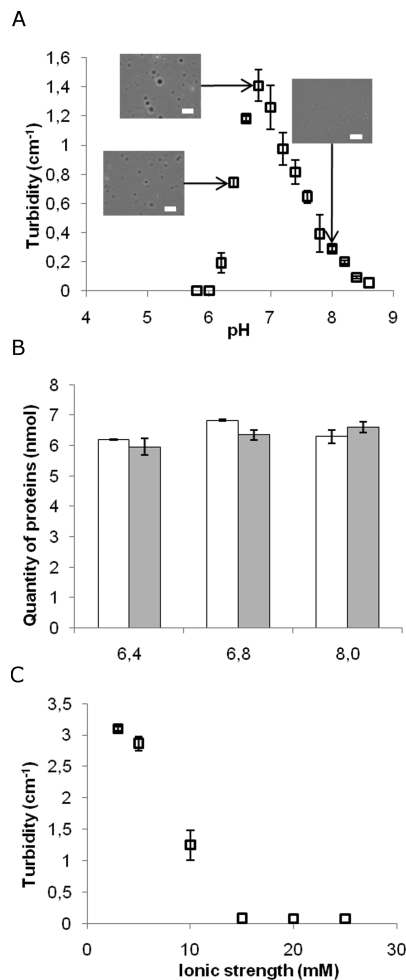 A
Turbidity (cm-1)
1,6
1,4
1,2
1
0,8
0,6
0,4
0,2
0
4 5 6 7 8 9
pH
B
Quantity of proteins (nmol)
8
7
6
5
4
3
2
1
0
6,4 6,8 8,0
C
Turbidity (cm-1)
3,5
3
2,5
2
1,5
1
0,5
0
0 10 20 30
Ionic strength (mM)